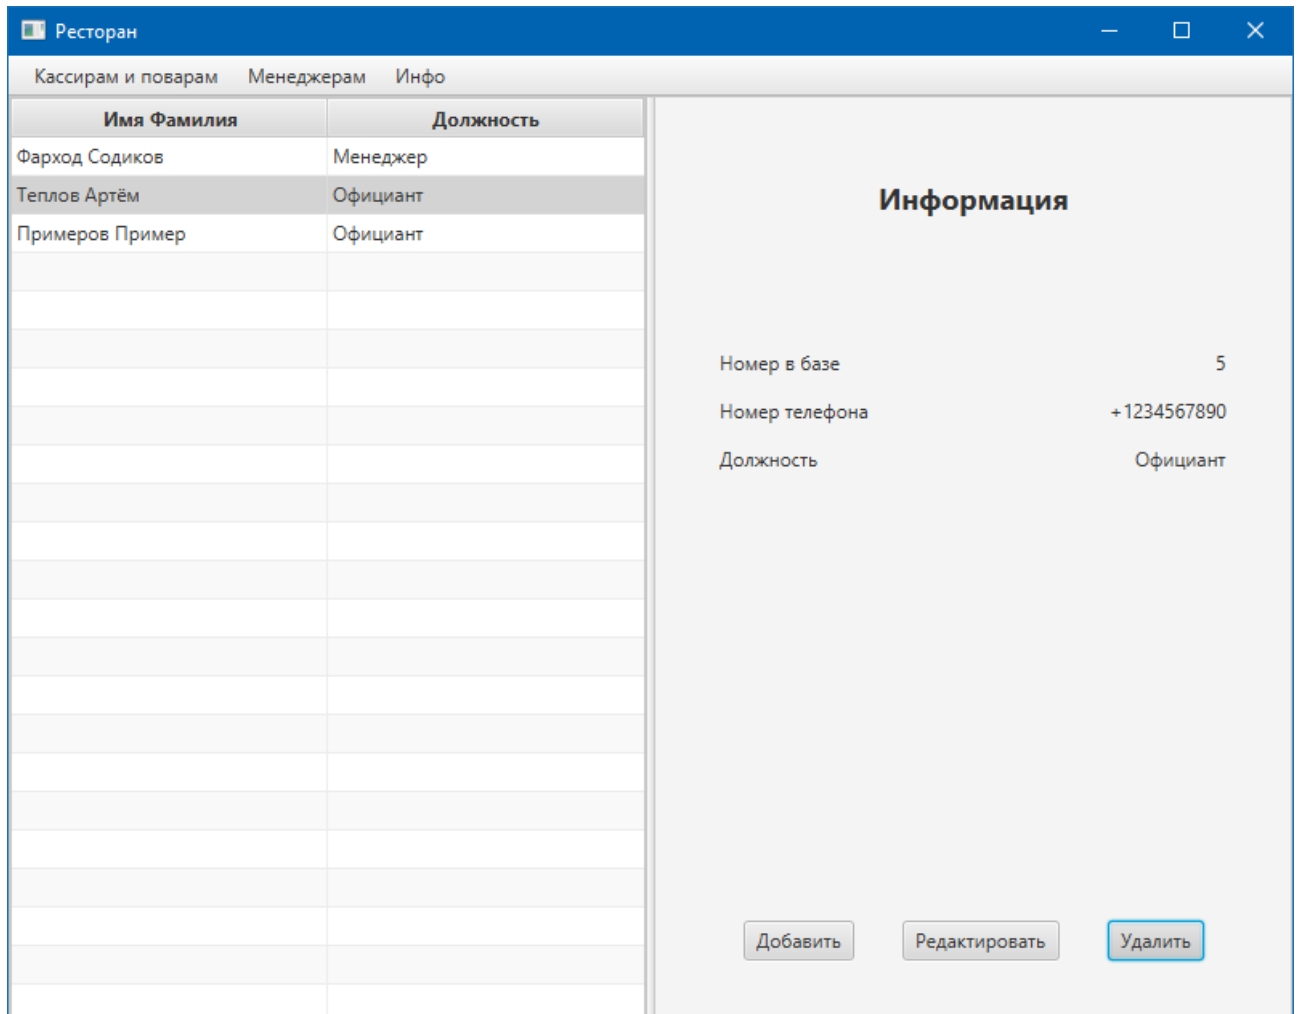 Ресторан
Кассирам и поварам Менеджерам Инфо
Имя Фамилия Должность
Фарход Содиков Менеджер
Теплов Артём Официант
Примеров Пример Официант
Информация
Номер в базе 5
Номер телефона +1234567890
Должность Официант
Добавить Редактировать Удалить